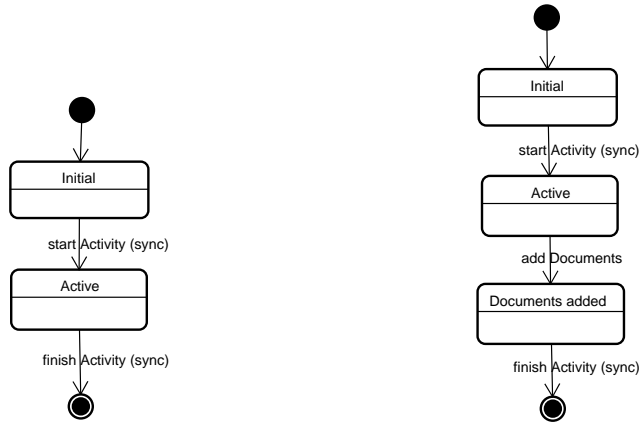 Initial
start Activity (sync)
Active
finish Activity (sync)
Initial
start Activity (sync)
Active
add Documents
Documents added
finish Activity (sync)